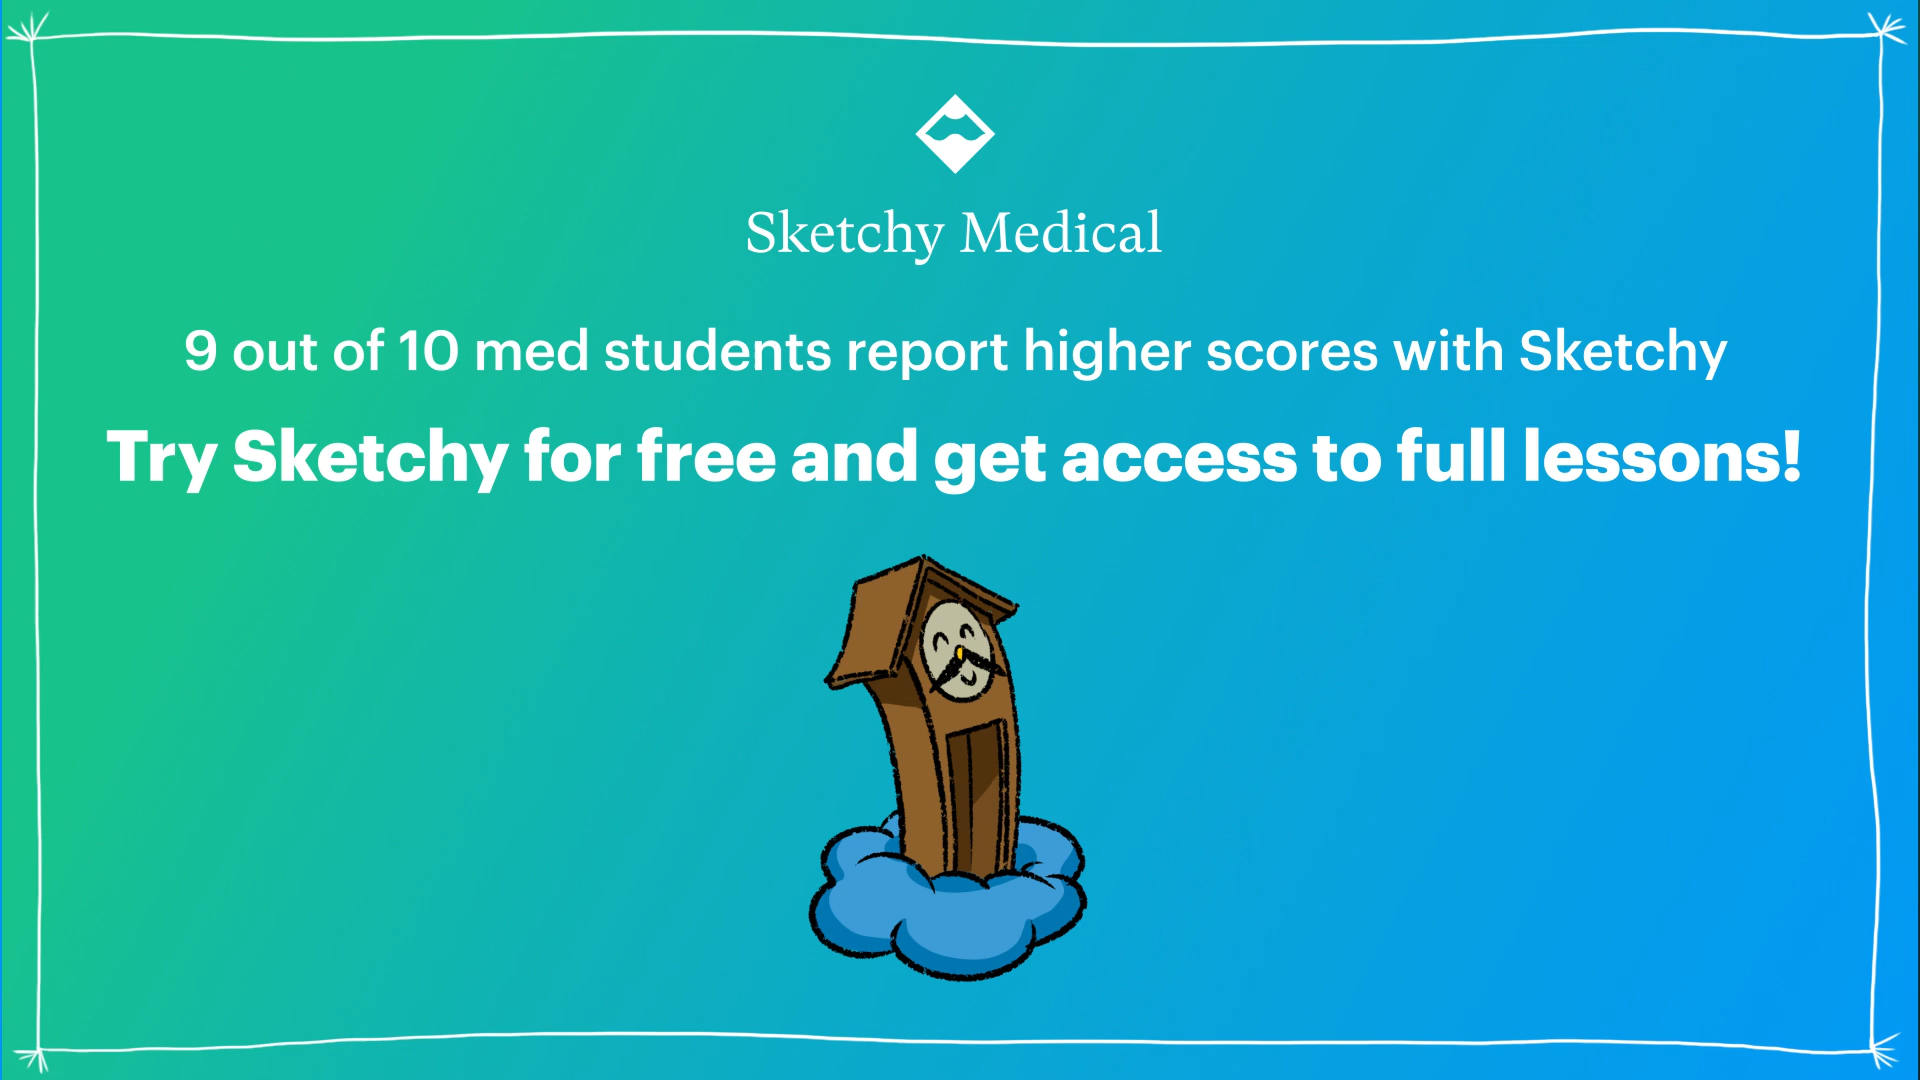 Sketchy Medical
9 out of 10 med students report higher scores with Sketchy
Try Sketchy for free and get access to full lessons!